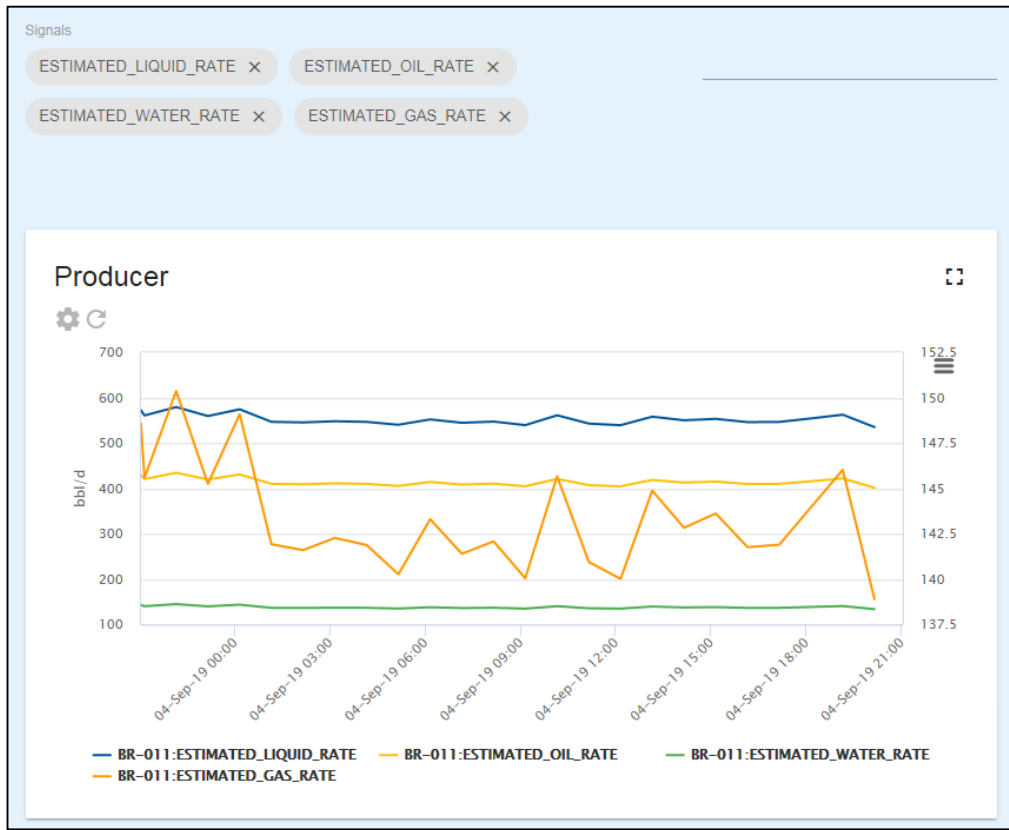 Signals
ESTIMATED_LIQUID_RATE ×
ESTIMATED_OIL_RATE ×
ESTIMATED_WATER_RATE ×
ESTIMATED_GAS_RATE ×
Producer
700
600
500
400
300
200
100
bbl/d
152.5
150
147.5
145
142.5
140
137.5
04-Sep-19 00:00
04-Sep-19 03:00
04-Sep-19 06:00
04-Sep-19 09:00
04-Sep-19 12:00
04-Sep-19 15:00
04-Sep-19 18:00
04-Sep-19 21:00
BR-011:ESTIMATED_LIQUID_RATE
BR-011:ESTIMATED_OIL_RATE
BR-011:ESTIMATED_WATER_RATE
BR-011:ESTIMATED_GAS_RATE